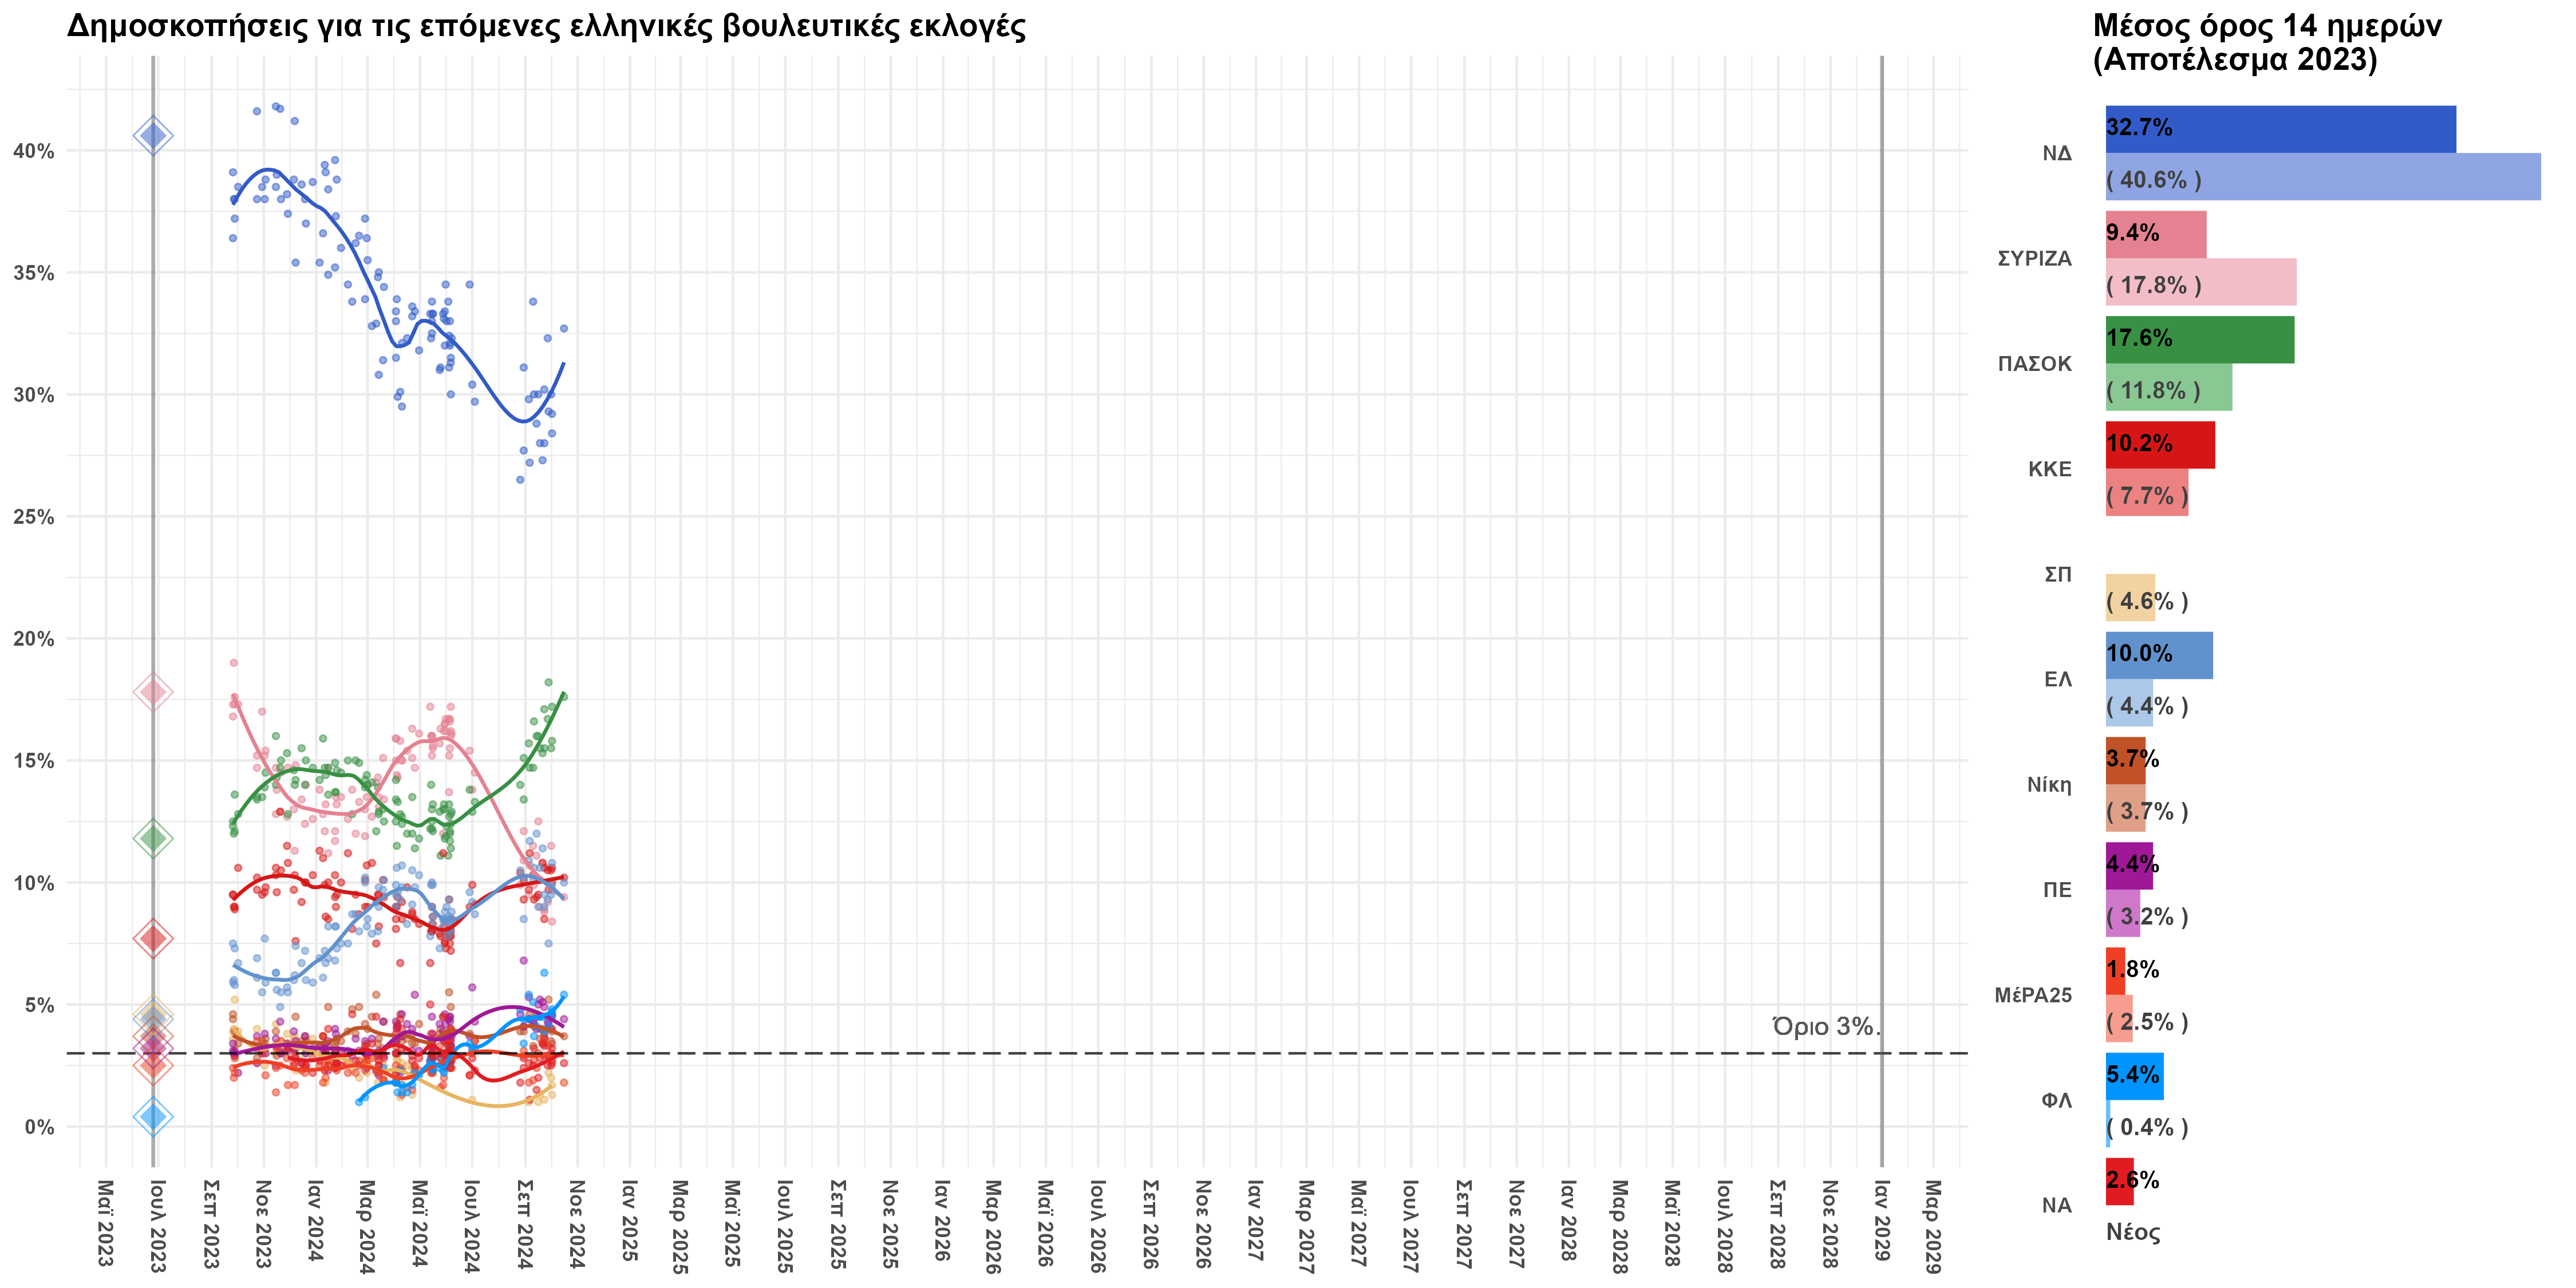 Δημοσκοπήσεις για τις επόμενες ελληνικές βουλευτικές εκλογές
40%
35%
30%
25%
20%
15%
10%
5%
0%
Όριο 3%.
Μαϊ 2023
Ιουλ 2023
Σεπ 2023
Νοε 2023
Ιαν 2024
Μαρ 2024
Μαϊ 2024
Ιουλ 2024
Σεπ 2024
Νοε 2024
Ιαν 2025
Μαρ 2025
Μαϊ 2025
Ιουλ 2025
Σεπ 2025
Νοε 2025
Ιαν 2026
Μαρ 2026
Μαϊ 2026
Ιουλ 2026
Σεπ 2026
Νοε 2026
Ιαν 2027
Μαρ 2027
Μαϊ 2027
Ιουλ 2027
Σεπ 2027
Νοε 2027
Ιαν 2028
Μαρ 2028
Μαϊ 2028
Ιουλ 2028
Σεπ 2028
Νοε 2028
Ιαν 2029
Μαρ 2029
Μέσος όρος 14 ημερών
(Αποτέλεσμα 2023)
ΝΔ
32.7%
( 40.6% )
ΣΥΡΙΖΑ
9.4%
( 17.8% )
ΠΑΣΟΚ
17.6%
( 11.8% )
ΚΚΕ
10.2%
( 7.7% )
ΣΠ
( 4.6% )
ΕΛ
10.0%
( 4.4% )
Νίκη
3.7%
( 3.7% )
ΠΕ
4.4%
( 3.2% )
ΜέΡΑ25
1.8%
( 2.5% )
ΦΛ
5.4%
( 0.4% )
ΝΑ
2.6%
Νέος